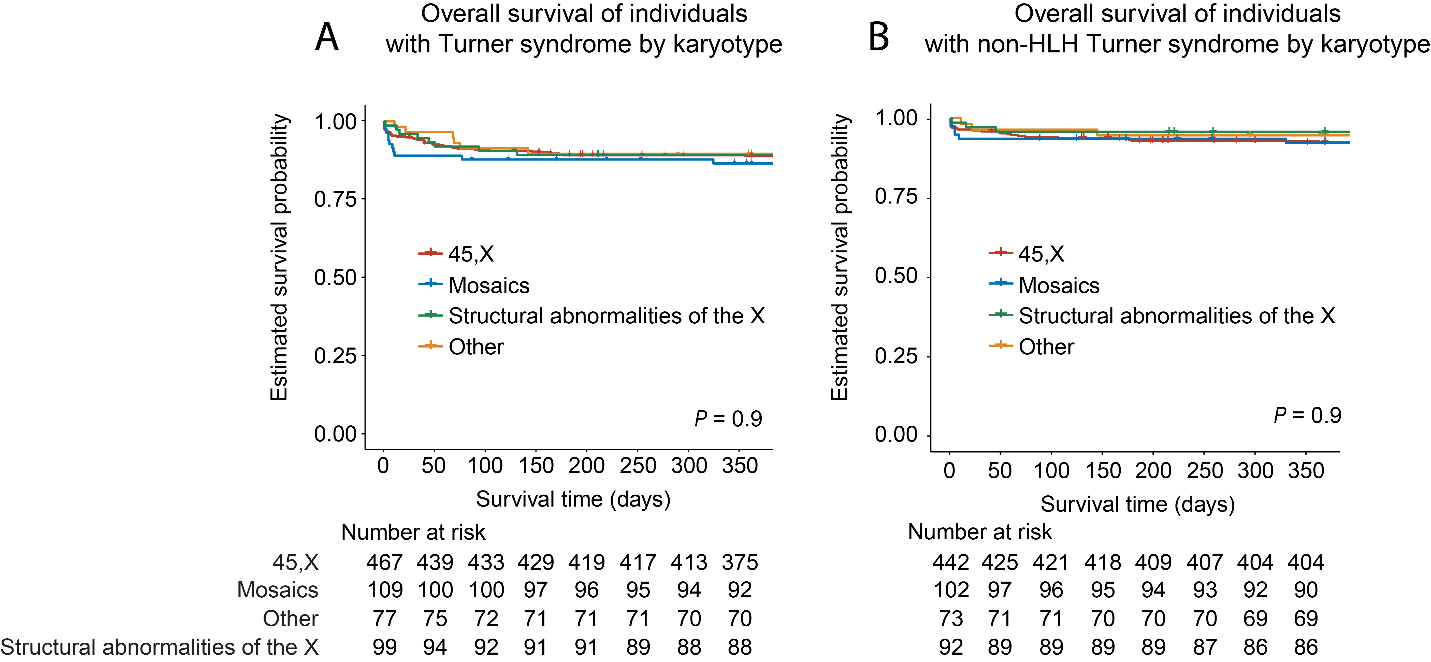 A
Overall survival of individuals
with Turner syndrome by karyotype
Estimated survival probability
1.00
0.75
0.50
0.25
0.00
45,X
Mosaics
Structural abnormalities of the X
Other
P = 0.9
0 50 100 150 200 250 300 350
Survival time (days)
Number at risk
45,X 467 439 433 429 419 417 413 375
Mosaics 109 100 100 97 96 95 94 92
Other 77 75 72 71 71 71 70 70
Structural abnormalities of the X 99 94 92 91 91 89 88 88
B
Overall survival of individuals
with non-HLH Turner syndrome by karyotype
Estimated survival probability
1.00
0.75
0.50
0.25
0.00
45,X
Mosaics
Structural abnormalities of the X
Other
P = 0.9
0 50 100 150 200 250 300 350
Survival time (days)
Number at risk
442 425 421 418 409 407 404 404
102 97 96 95 94 93 92 90
73 71 71 70 70 70 69 69
92 89 89 89 89 87 86 86